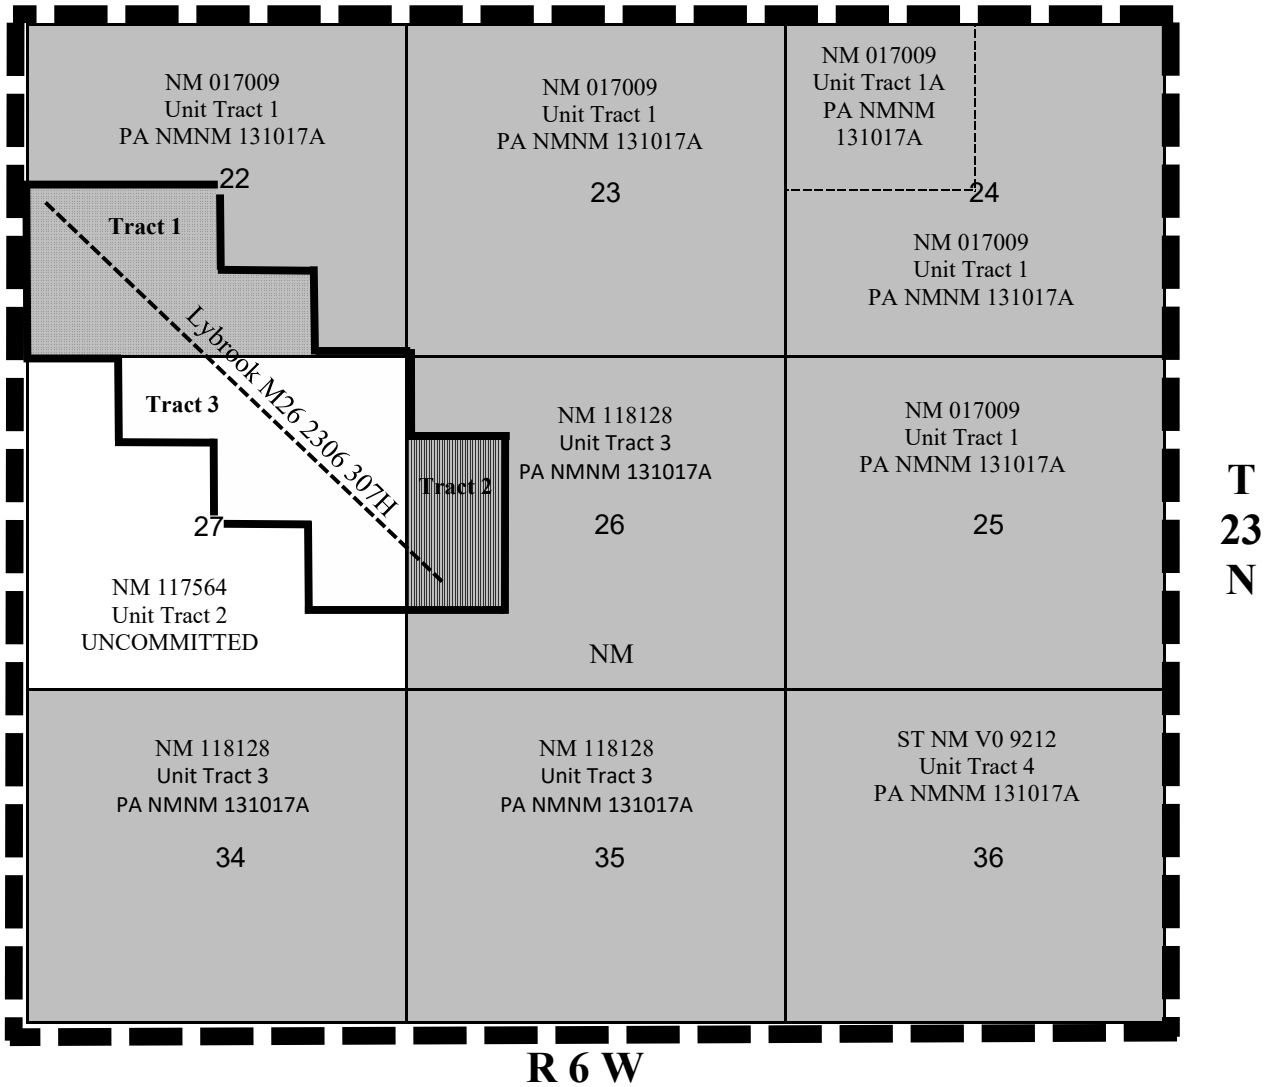 NM 017009
Unit Tract 1
PA NMNM 131017A
22
NM 017009
Unit Tract 1
PA NMNM 131017A
23
NM 017009
Unit Tract 1A
PA NMNM
131017A
24
NM 017009
Unit Tract 1
PA NMNM 131017A
Tract 1
Lybrook M26 2306 307H
Tract 3
27
NM 117564
Unit Tract 2
UNCOMMITTED
Tract 2
NM 118128
Unit Tract 3
PA NMNM 131017A
26
NM
NM 017009
Unit Tract 1
PA NMNM 131017A
25
T
23
N
NM 118128
Unit Tract 3
PA NMNM 131017A
34
NM 118128
Unit Tract 3
PA NMNM 131017A
35
ST NM V0 9212
Unit Tract 4
PA NMNM 131017A
36
R 6 W